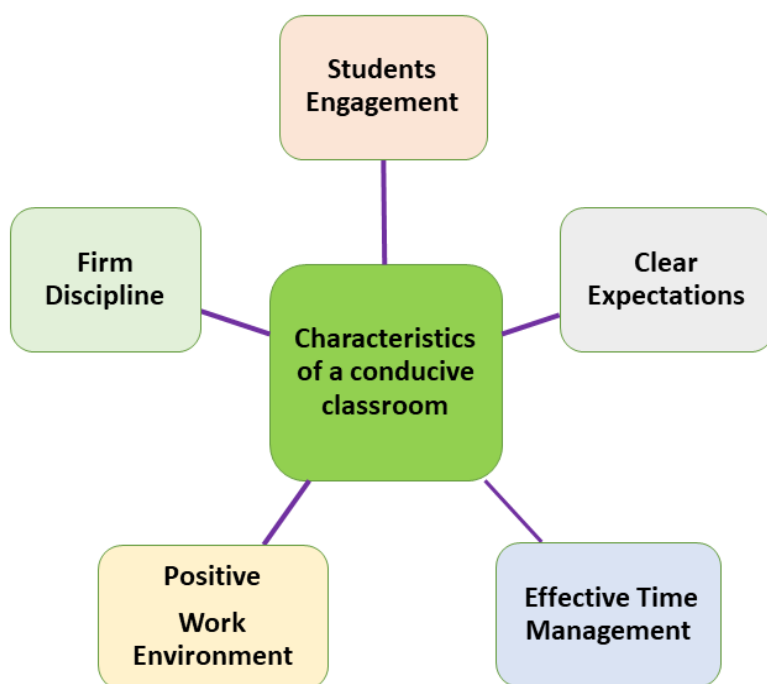 Students
Engagement
Firm
Discipline
Clear
Expectations
Characteristics
of a conducive
classroom
Positive
Work
Environment
Effective Time
Management